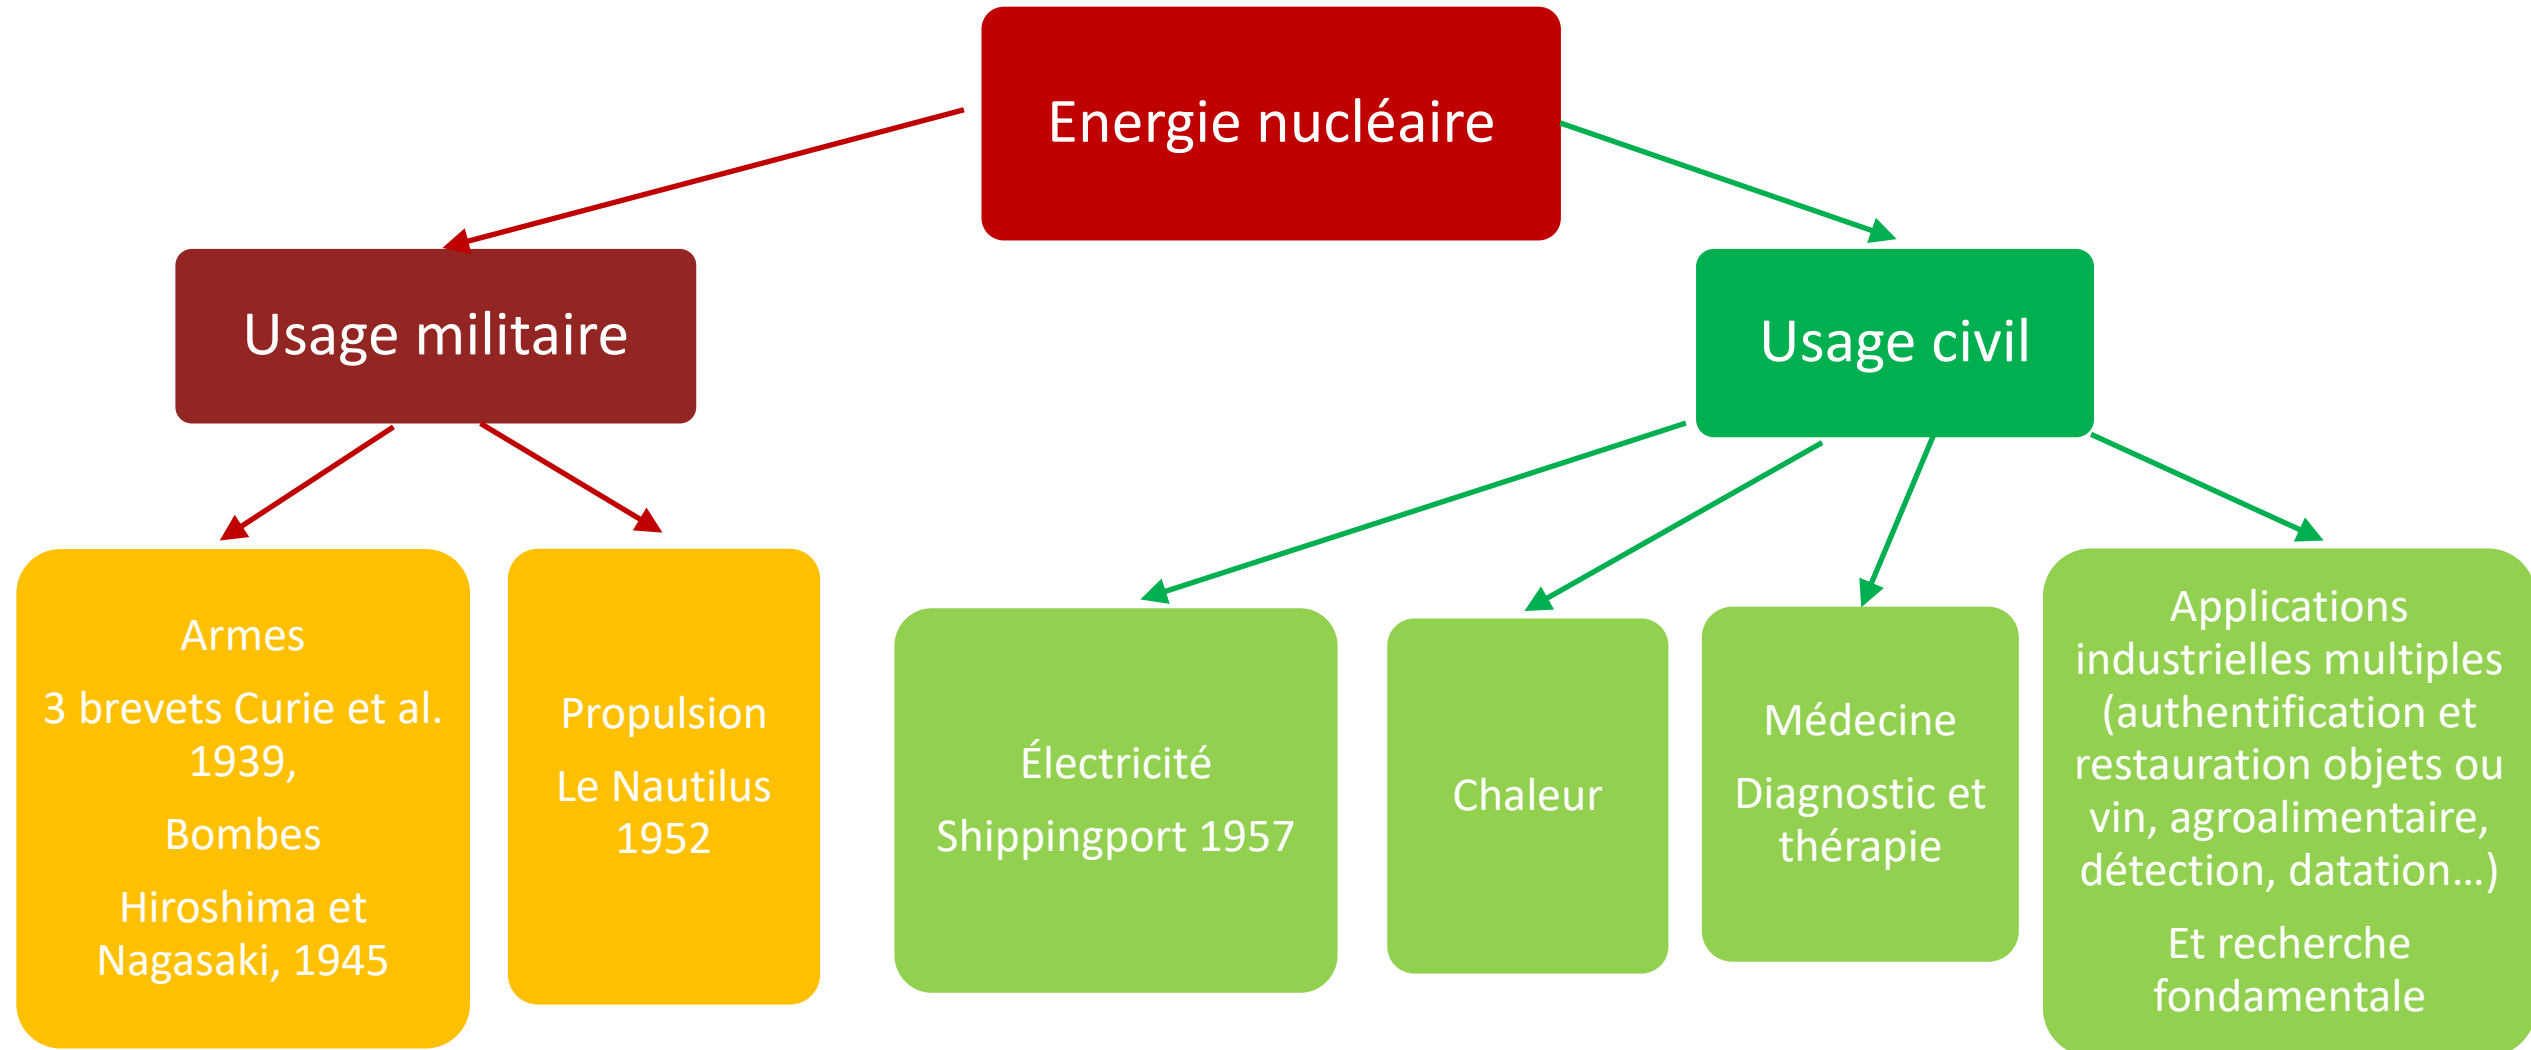 Energie nucléaire
Usage militaire
Usage civil
Armes
3 brevets Curie et al.
1939,
Bombes
Hiroshima et
Nagasaki, 1945
Propulsion
Le Nautilus
1952
Électricité
Shippingport 1957
Chaleur
Médecine
Diagnostic et
thérapie
Applications
industrielles multiples
(authentification et
restauration objets ou
vin, agroalimentaire,
détection, datation...)
Et recherche
fondamentale